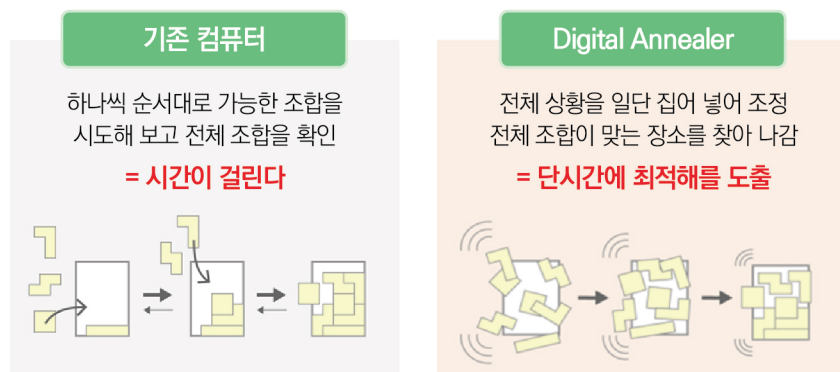 기존 컴퓨터
하나씩 순서대로 가능한 조합을
시도해 보고 전체 조합을 확인
= 시간이 걸린다
Digital Annealer
전체 상황을 일단 집어 넣어 조정
전체 조합이 맞는 장소를 찾아 나감
= 단시간에 최적해를 도출